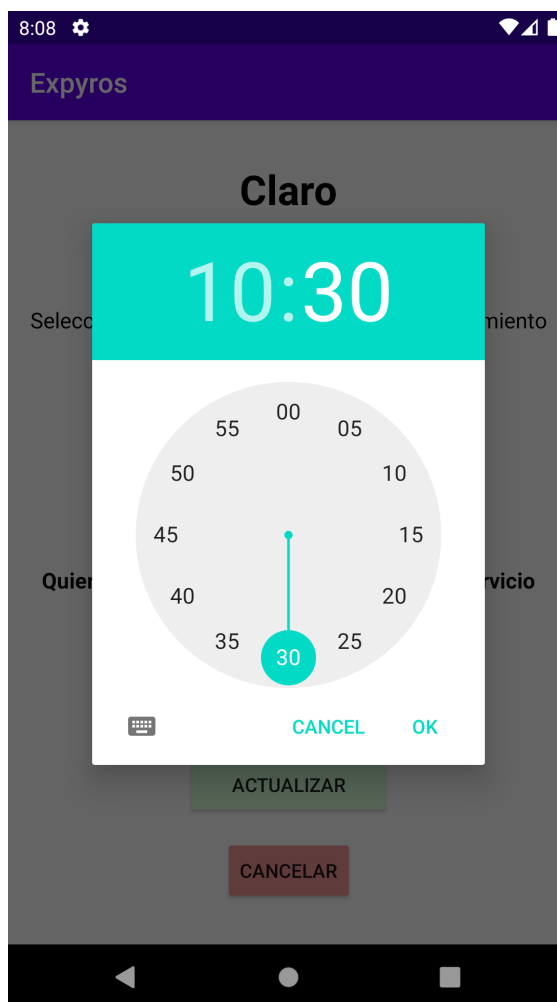 8:08
Expyros
Claro
10:30
Selecc miento
00
55 05
50 10
45 15
Quier rvicio
40 20
35 25
30
CANCEL OK
ACTUALIZAR
CANCELAR